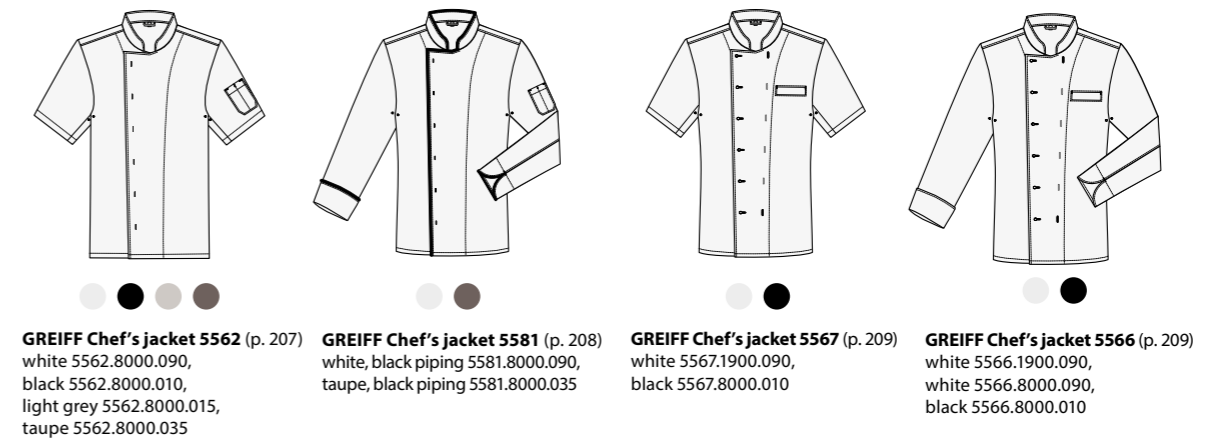 GREIFF Chef's jacket 5562 (p. 207)
white 5562.8000.090,
black 5562.8000.010,
light grey 5562.8000.015,
taupe 5562.8000.035
GREIFF Chef's jacket 5581 (p. 208)
white, black piping 5581.8000.090,
taupe, black piping 5581.8000.035
GREIFF Chef's jacket 5567 (p. 209)
white 5567.1900.090,
black 5567.8000.010
GREIFF Chef's jacket 5566 (p. 209)
white 5566.1900.090,
white 5566.8000.090,
black 5566.8000.010